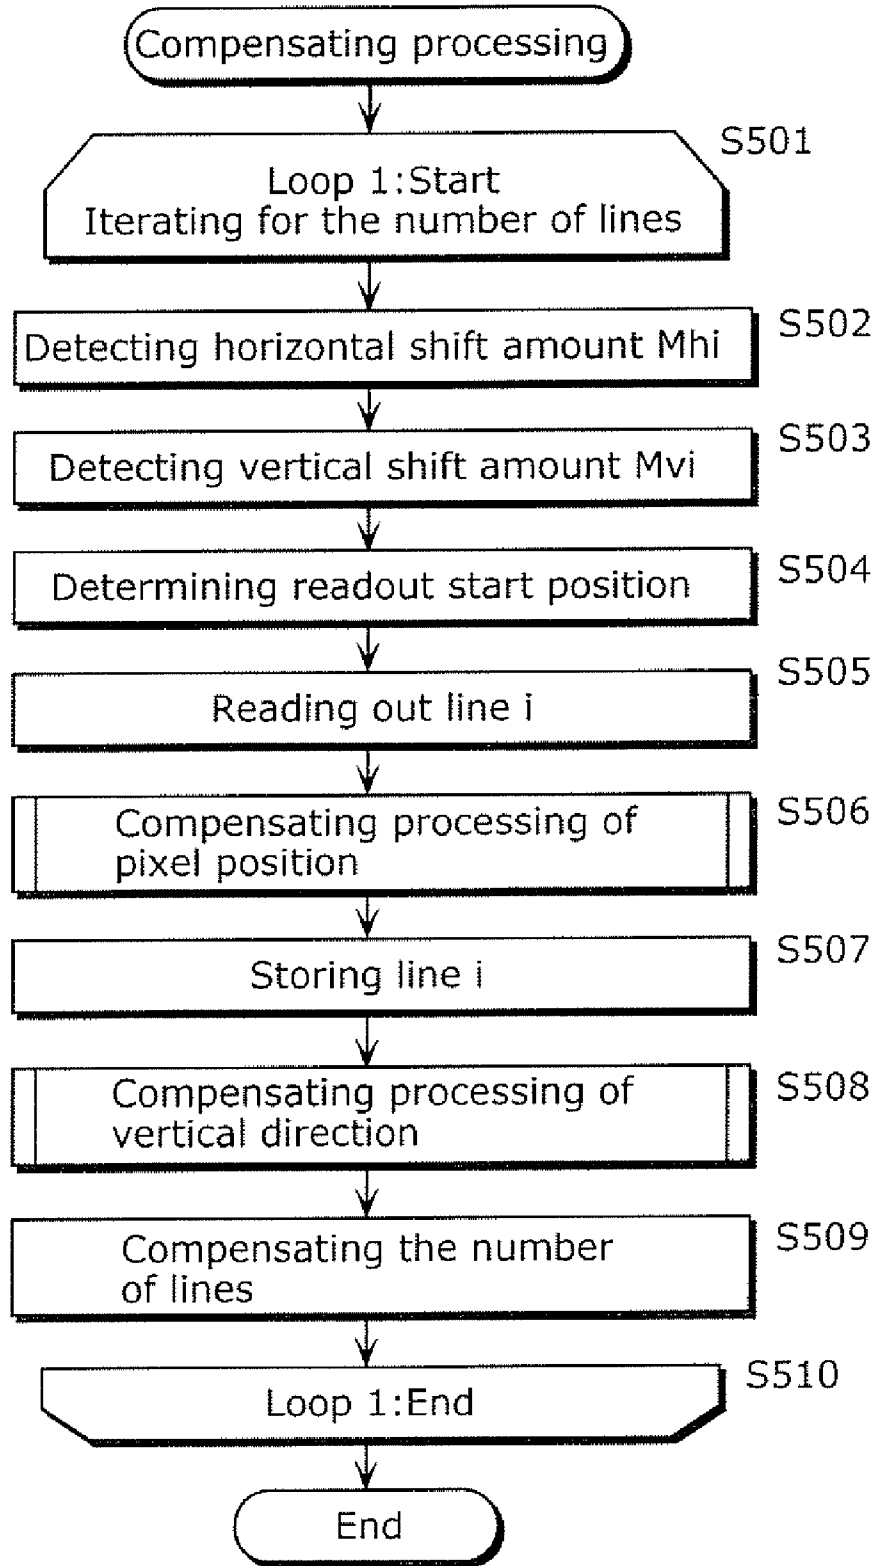 Compensating processing
S501
Loop 1:Start
Iterating for the number of lines
S502
Detecting horizontal shift amount Mhi
S503
Detecting vertical shift amount Mvi
S504
Determining readout start position
S505
Reading out line i
S506
Compensating processing of
pixel position
S507
Storing line i
S508
Compensating processing of
vertical direction
S509
Compensating the number
of lines
S510
Loop 1:End
End